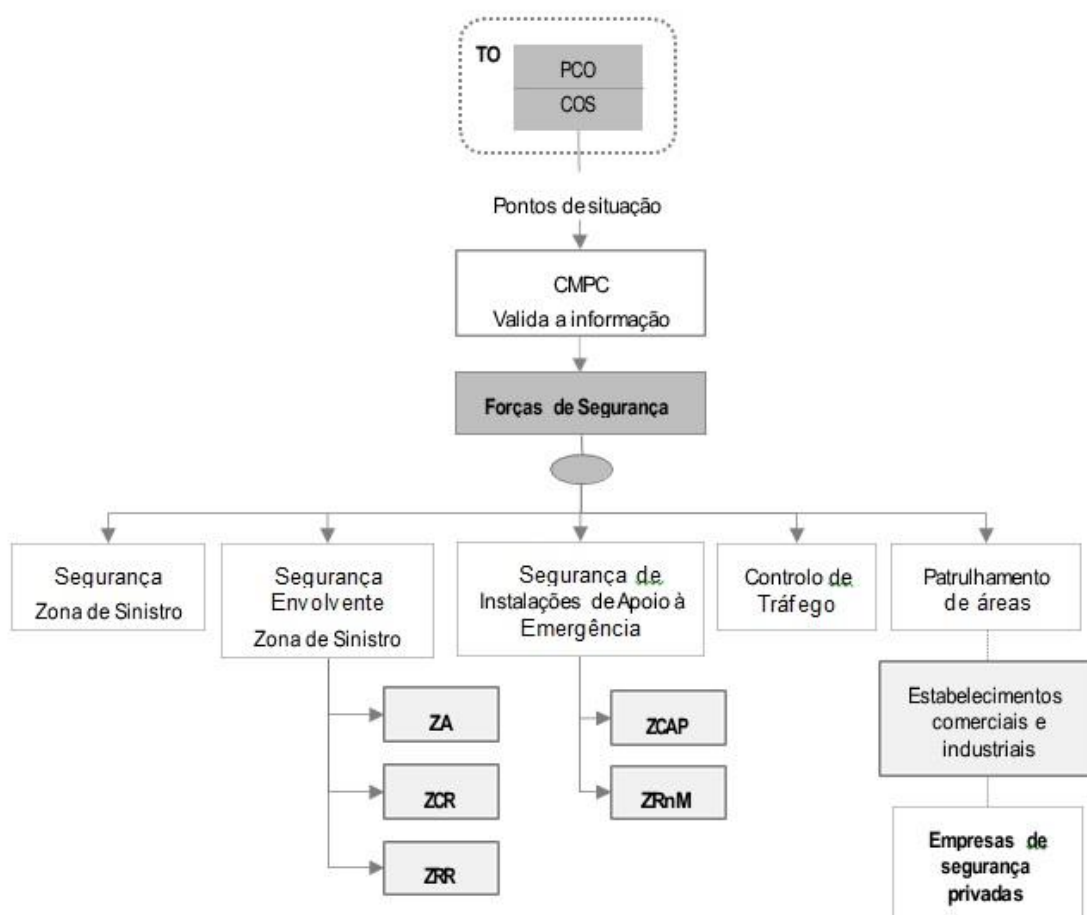 TO
PCO
COS
Pontos de situação
CMPC
Valida a informação
Forças de Segurança
Segurança
Zona de Sinistro
Segurança
Envolvente
Zona de Sinistro
Segurança de
Instalações de Apoio à
Emergência
Controlo de
Tráfego
Patrulhamento
de áreas
ZA
ZCR
ZRR
ZCAP
ZRnM
Estabelecimentos
comerciais e
industriais
Empresas de
segurança
privadas